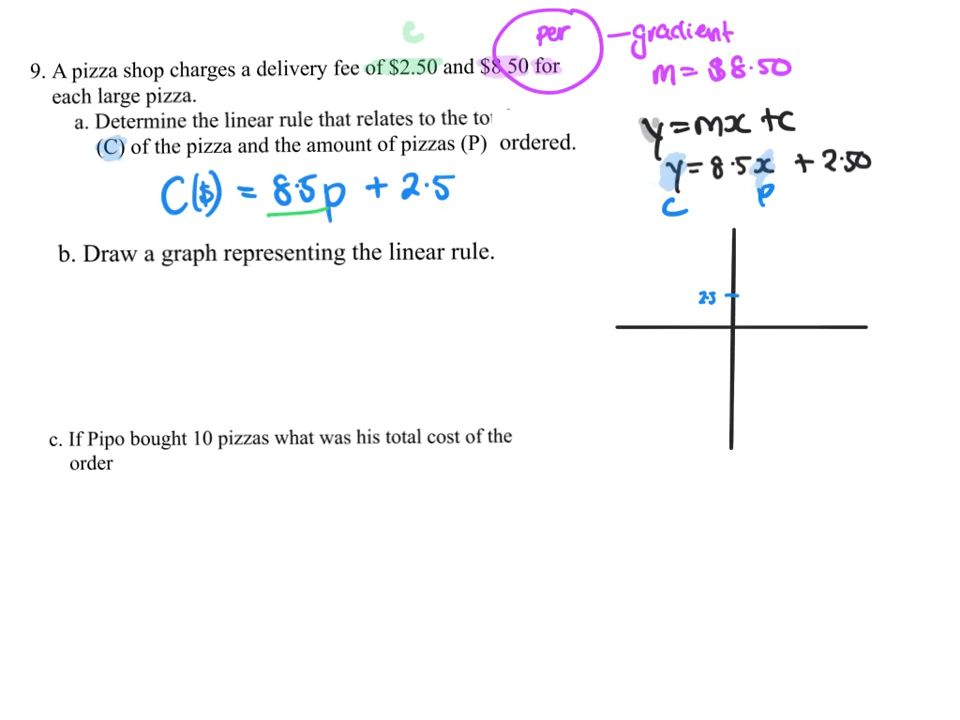 c
per
—gradient
m = $8.50
9. A pizza shop charges a delivery fee of $2.50 and $8.50 for
each large pizza.
a. Determine the linear rule that relates to the
(C) of the pizza and the amount of pizzas (P) ordered.
y = mx + c
y = 8.5x + 2.50
C
P
C($) = 8.5p + 2.5
b. Draw a graph representing the linear rule.
2.5
c. If Pipo bought 10 pizzas what was his total cost of the
order